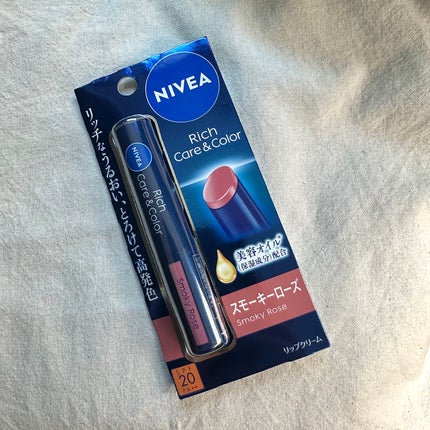 NIVEA
Rich
Care & Color
リッチなうるおい、とろけて高発色
NIVEA
Rich
Care & Color
Smoky Rose
美容オイル*
(保湿成分)配合
スモーキーローズ
Smoky Rose
リップクリーム
SPF
20
PA++